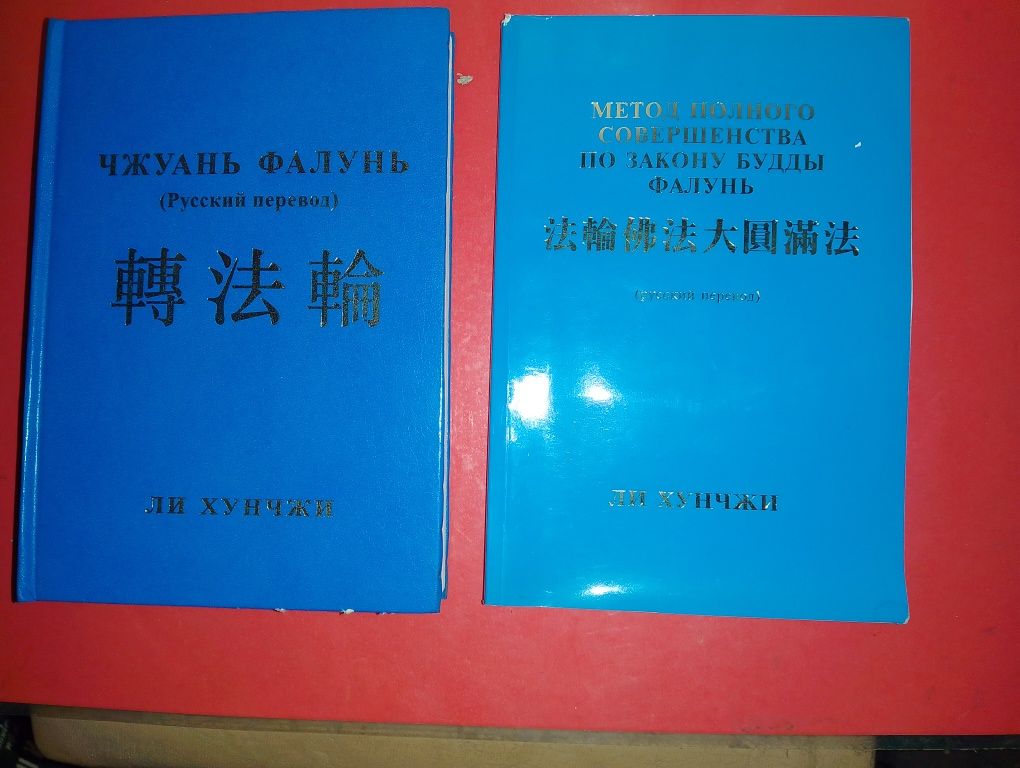 ЧЖУАНЬ ФАЛУНЬ
(Русский перевод)
轉法輪
ЛИ ХУНЧЖИ
МЕТОД ПОЛНОГО
СОВЕРШЕНСТВА
ПО ЗАКОНУ БУДДЫ
ФАЛУНЬ
法輪佛法大圓滿法
(русский перевод)
ЛИ ХУНЧЖИ